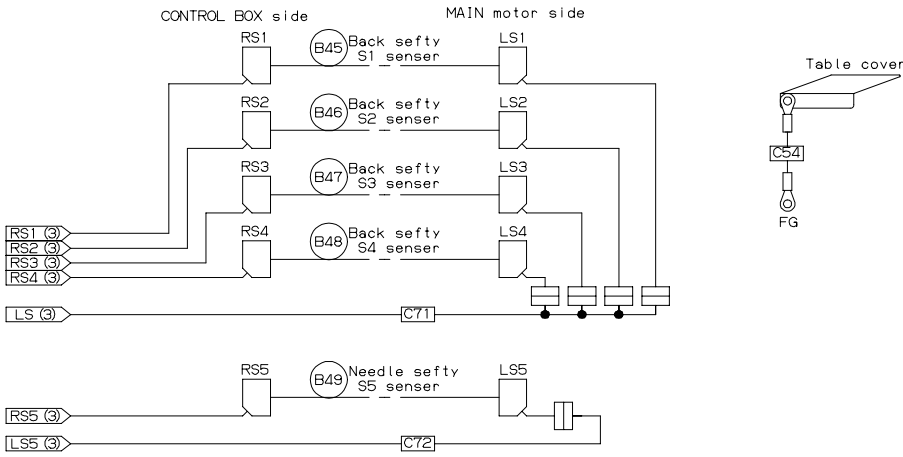 CONTROL BOX side
MAIN motor side
RS1
B45
Back sefty
S1 senser
LS1
Table cover
RS2
B46
Back sefty
S2 senser
LS2
C54
RS3
B47
Back sefty
S3 senser
LS3
FG
RS4
B48
Back sefty
S4 senser
LS4
RS1 (3)
RS2 (3)
RS3 (3)
RS4 (3)
LS (3)
C71
RS5
B49
Needle sefty
S5 senser
LS5
RS5 (3)
LS5 (3)
C72